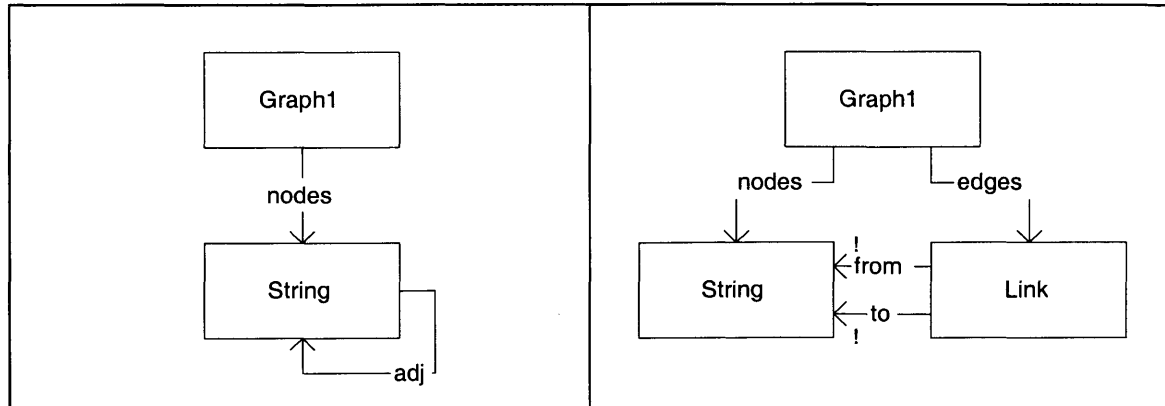 Graph1
nodes
String
adj
Graph1
nodes
edges
!
from
String
Link
to
!